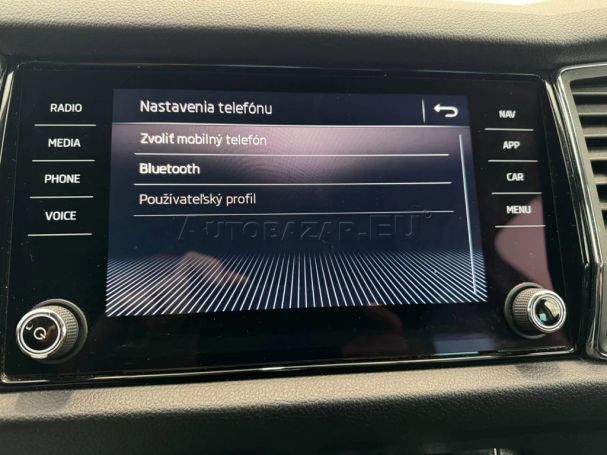 RADIO
MEDIA
PHONE
VOICE
Nastavenia telefónu
Zvoliť mobilný telefón
Bluetooth
Používateľský profil
AUTOBAZAR.EU
NAV
APP
CAR
MENU